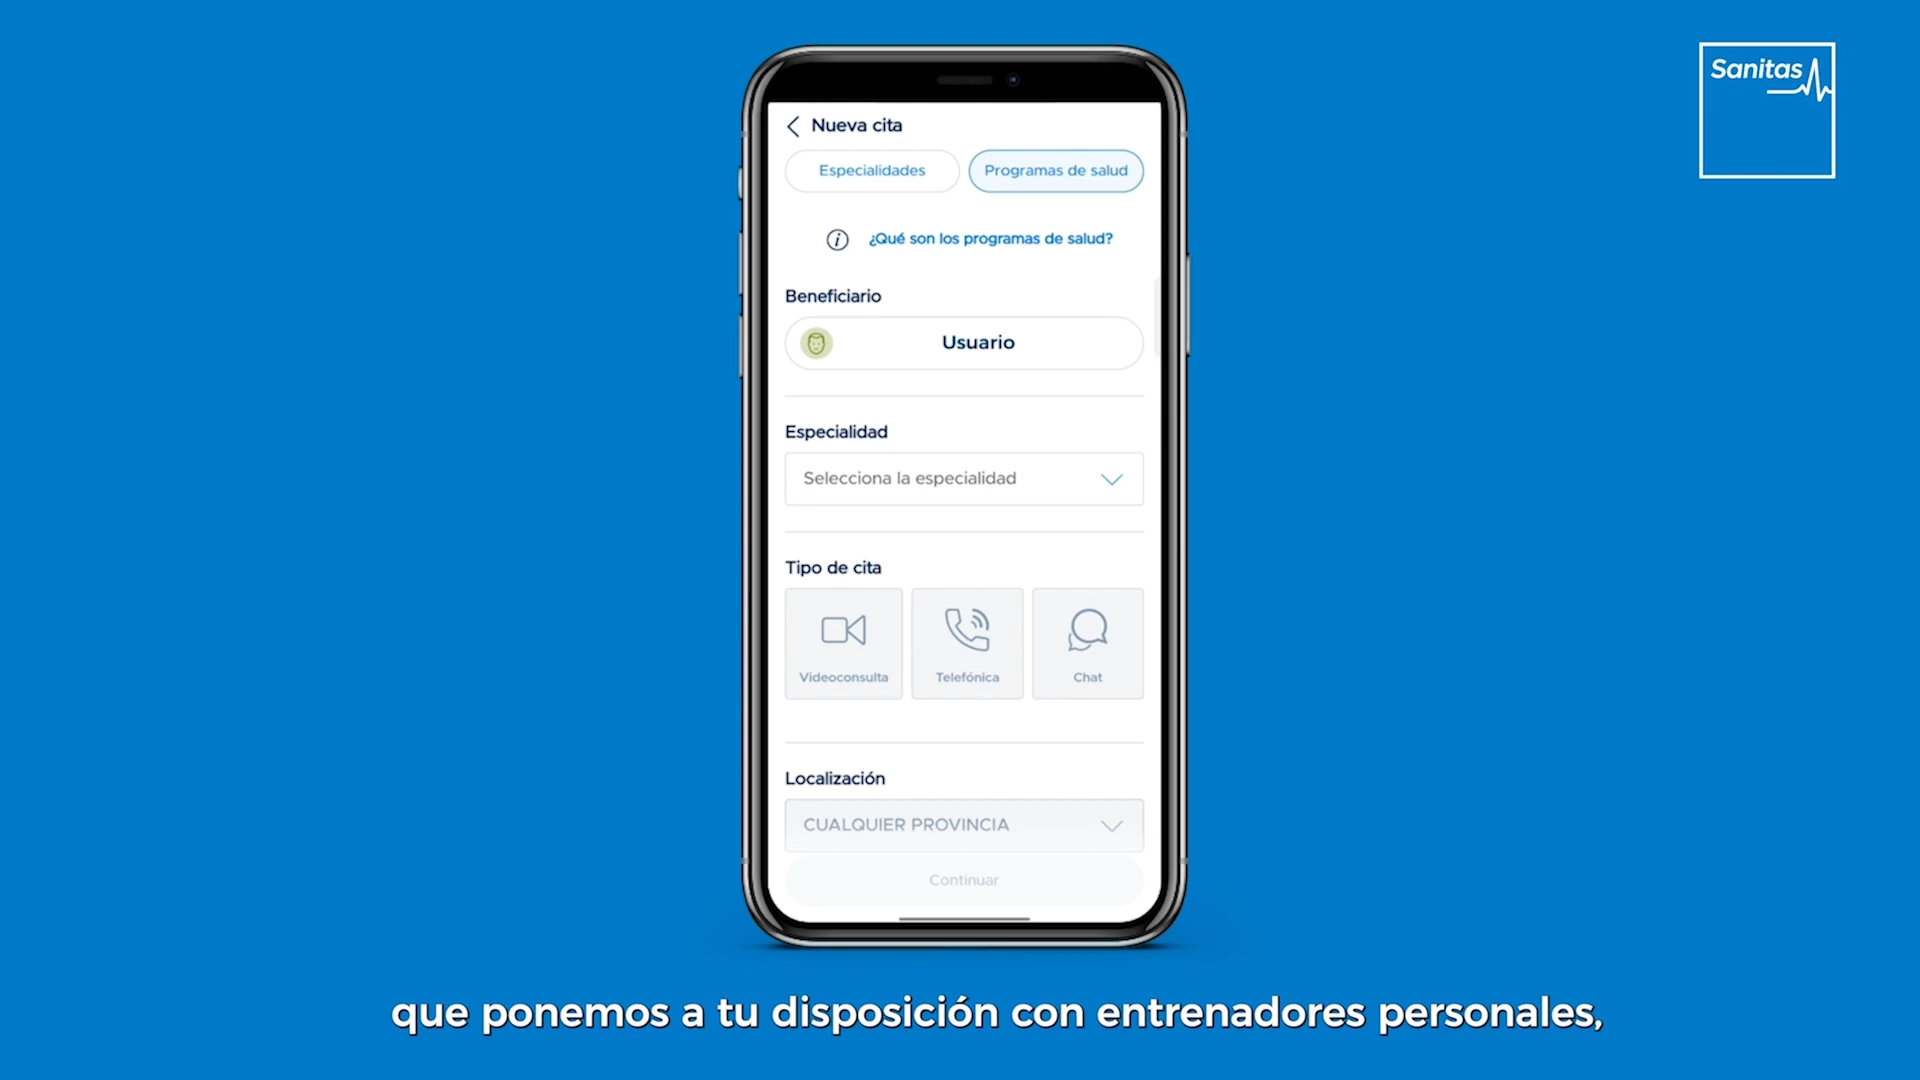 Sanitas
Nueva cita
Especialidades
Programas de salud
¿Qué son los programas de salud?
Beneficiario
Usuario
Especialidad
Selecciona la especialidad
Tipo de cita
Videoconsulta
Telefónica
Chat
Localización
CUALQUIER PROVINCIA
Continuar
que ponemos a tu disposición con entrenadores personales,